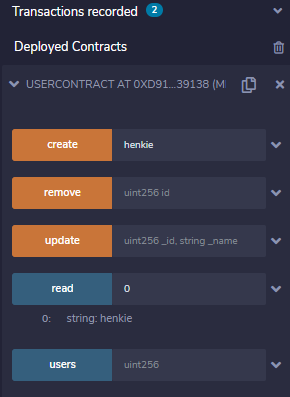 Transactions recorded 2
Deployed Contracts
USERCONTRACT AT 0XD91...39138 (M
create henkie
remove uint256 id
update uint256 _id, string _name
read 0
0: string: henkie
users uint256